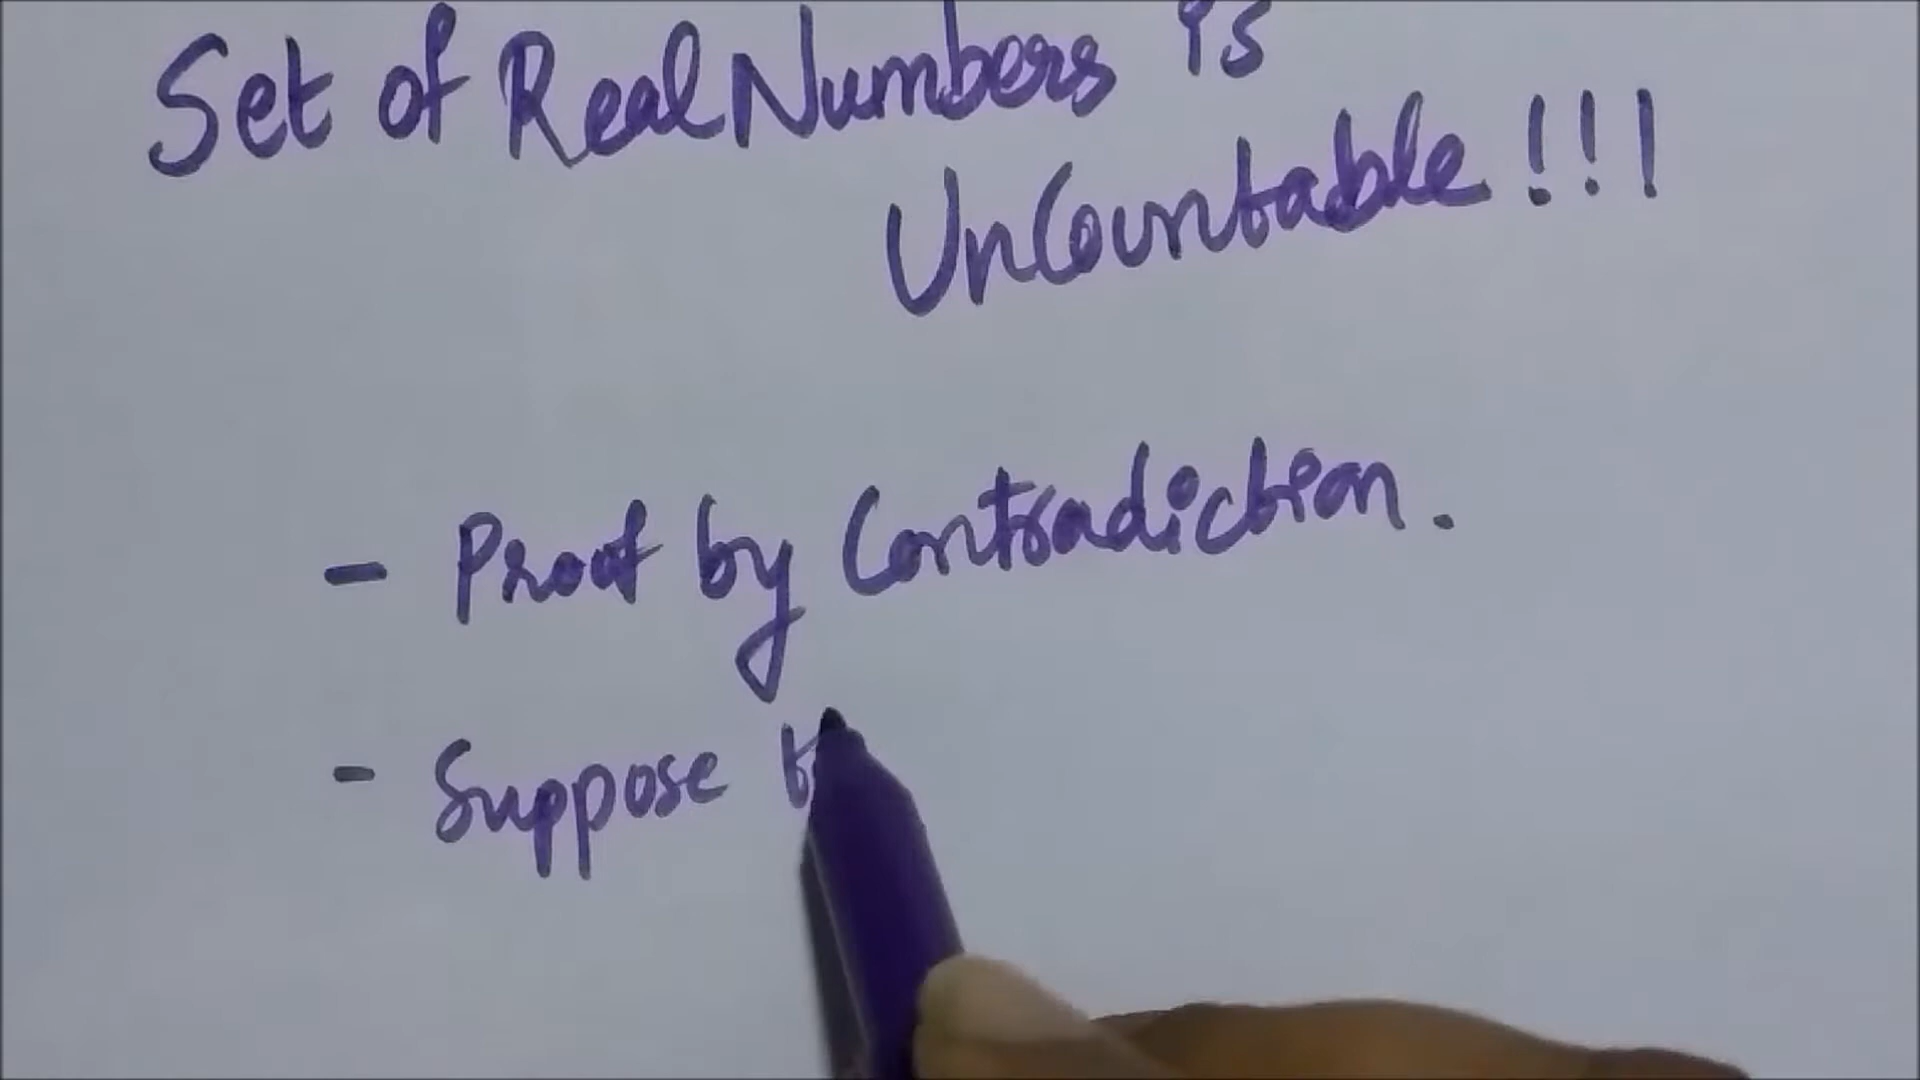 Set of Real Numbers is
UnCountable !!!
- Proof by Contradiction.
- Suppose